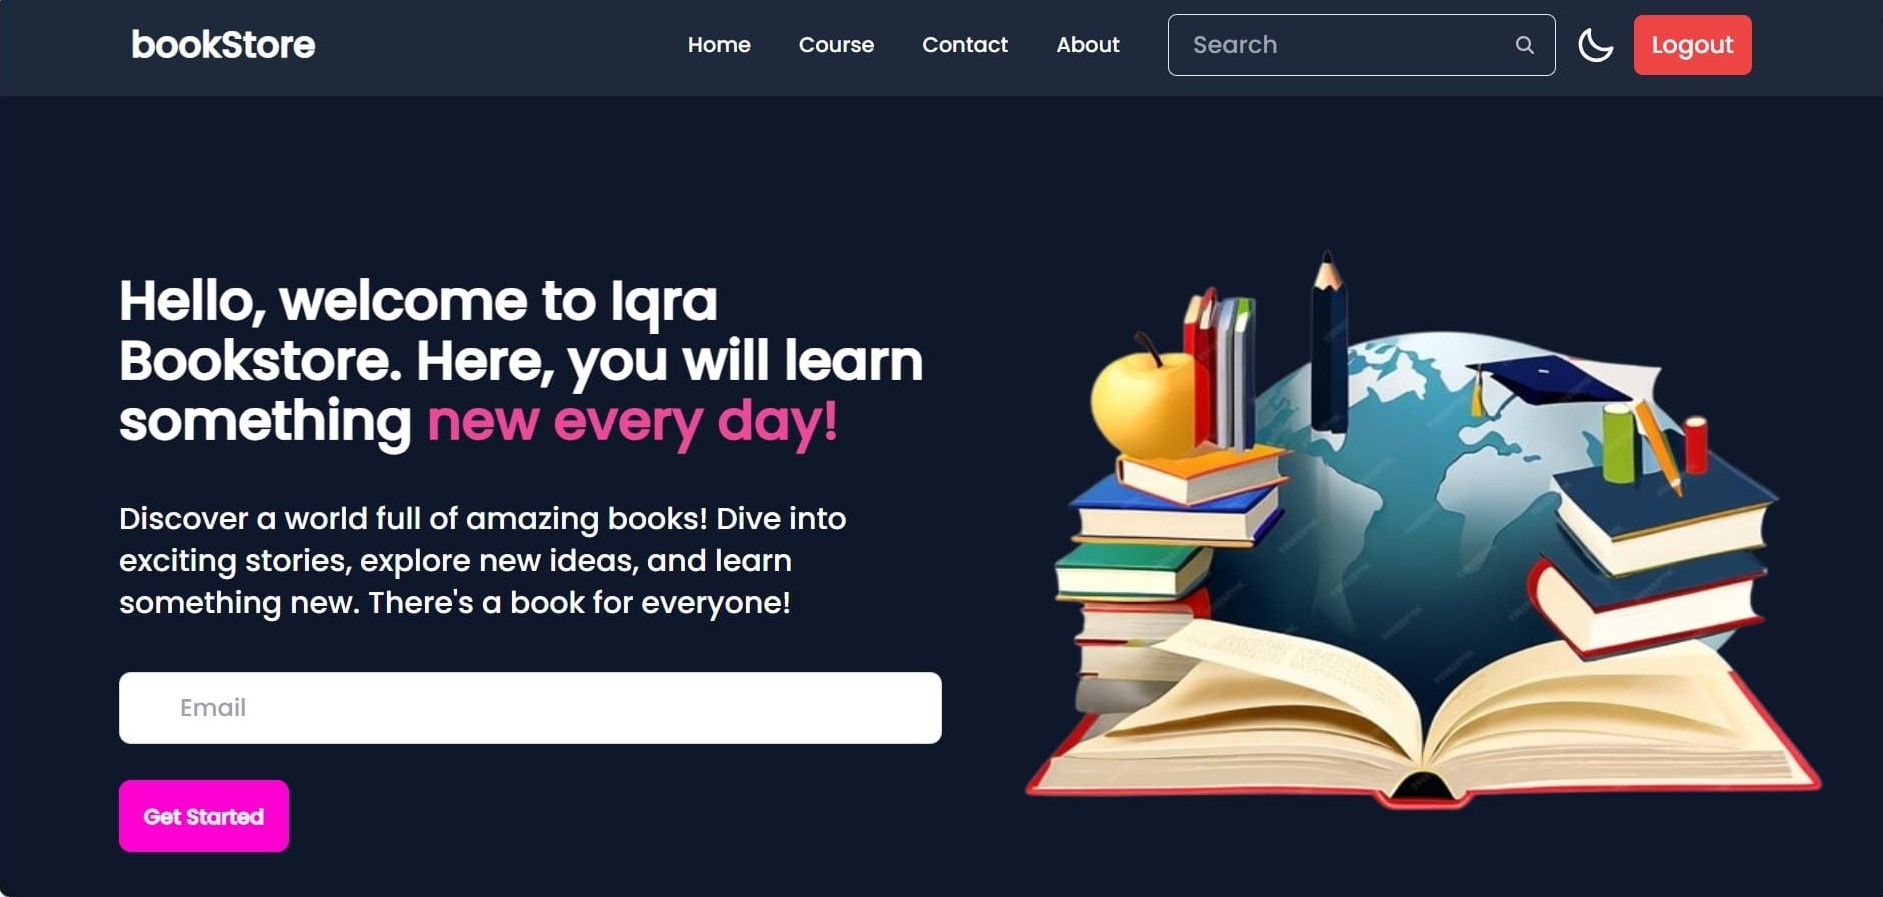 bookStore
Home
Course
Contact
About
Search
Logout
Hello, welcome to Iqra
Bookstore. Here, you will learn
something new every day!
Discover a world full of amazing books! Dive into
exciting stories, explore new ideas, and learn
something new. There's a book for everyone!
Email
Get Started